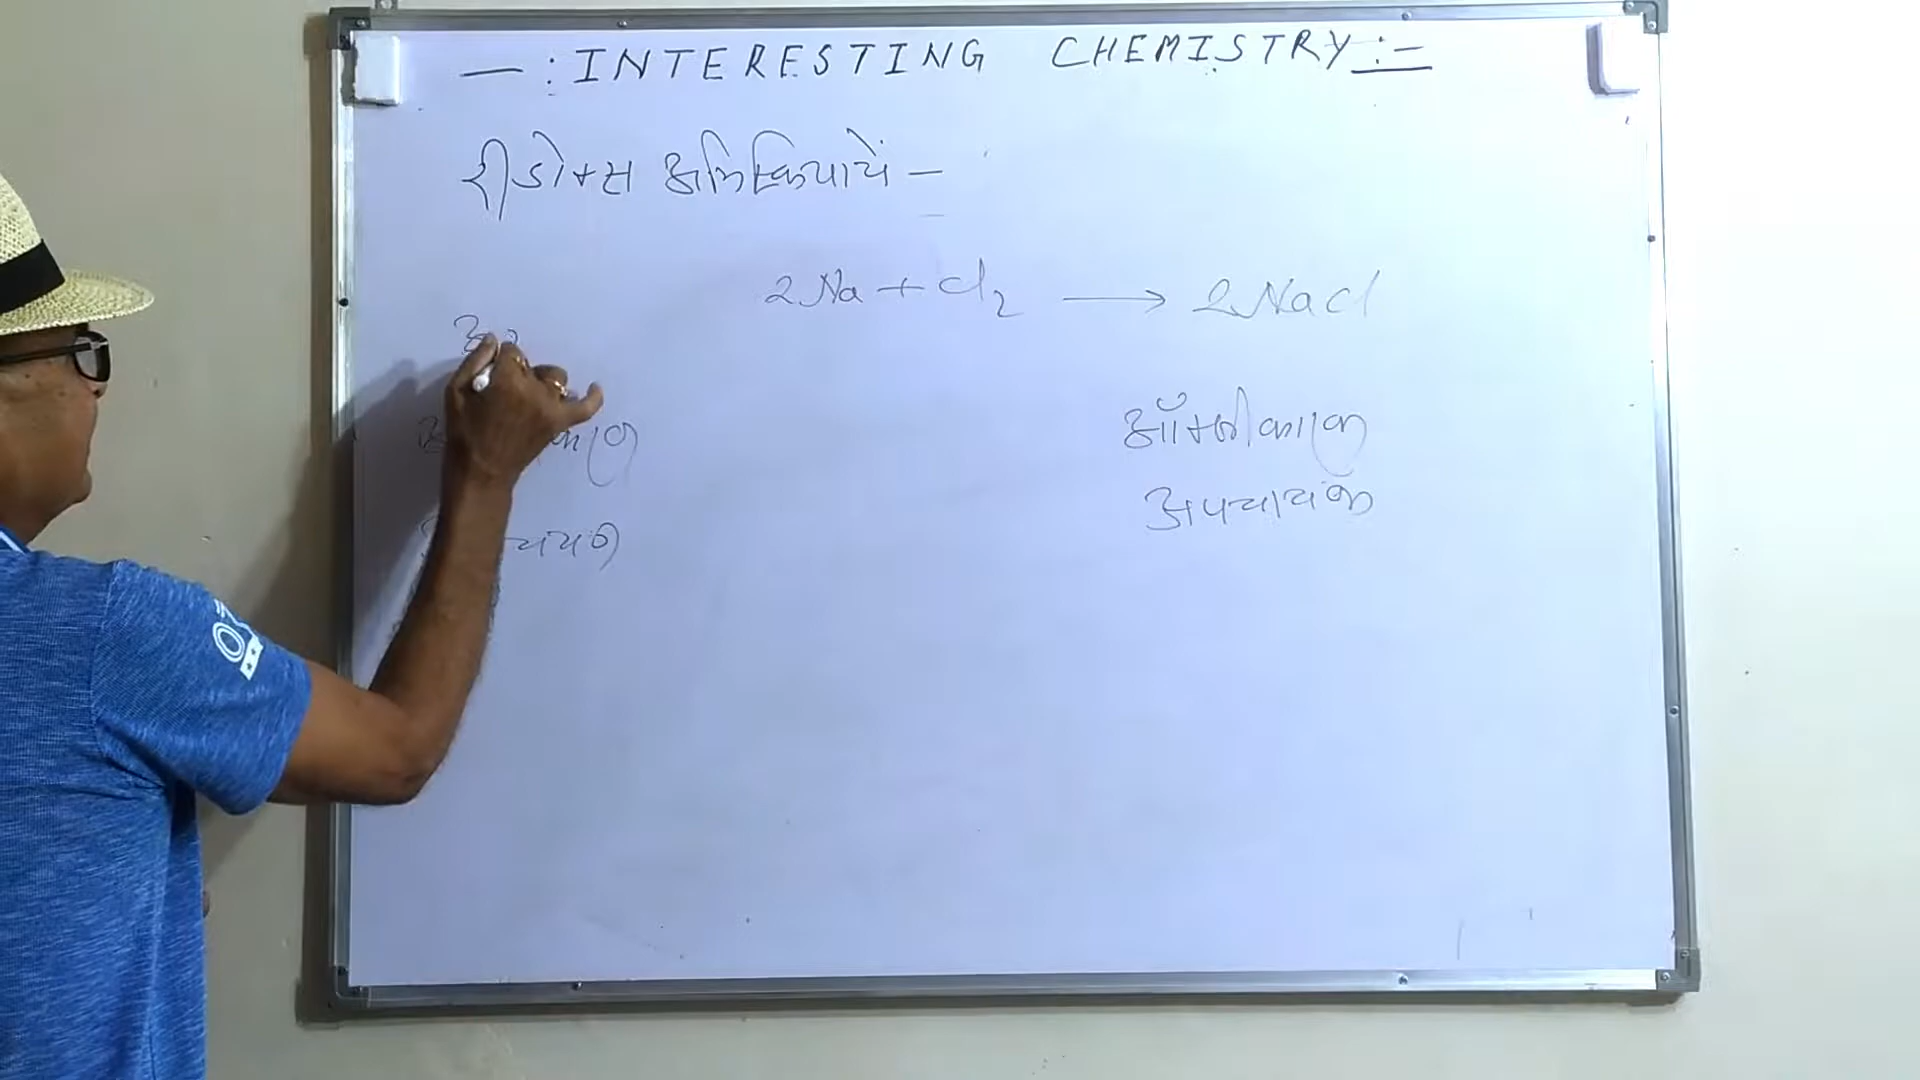 —: INTERESTING CHEMISTRY :—
रीडोक्स अभिक्रियायें —
2Na + Cl2 ⟶ 2NaCl
ऑक्सीकारक
अपचायक